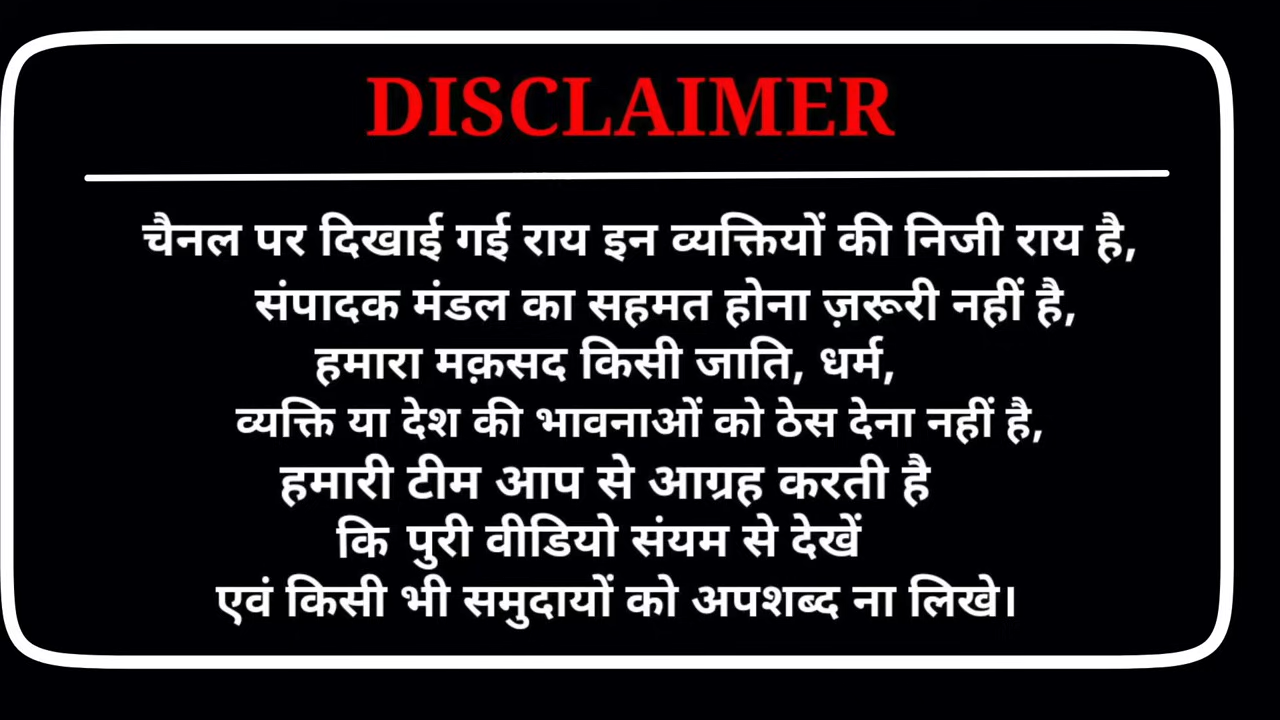 DISCLAIMER
चैनल पर दिखाई गई राय इन व्यक्तियों की निजी राय है,
संपादक मंडल का सहमत होना ज़रूरी नहीं है,
हमारा मक़सद किसी जाति, धर्म,
व्यक्ति या देश की भावनाओं को ठेस देना नहीं है,
हमारी टीम आप से आग्रह करती है
कि पुरी वीडियो संयम से देखें
एवं किसी भी समुदायों को अपशब्द ना लिखे।